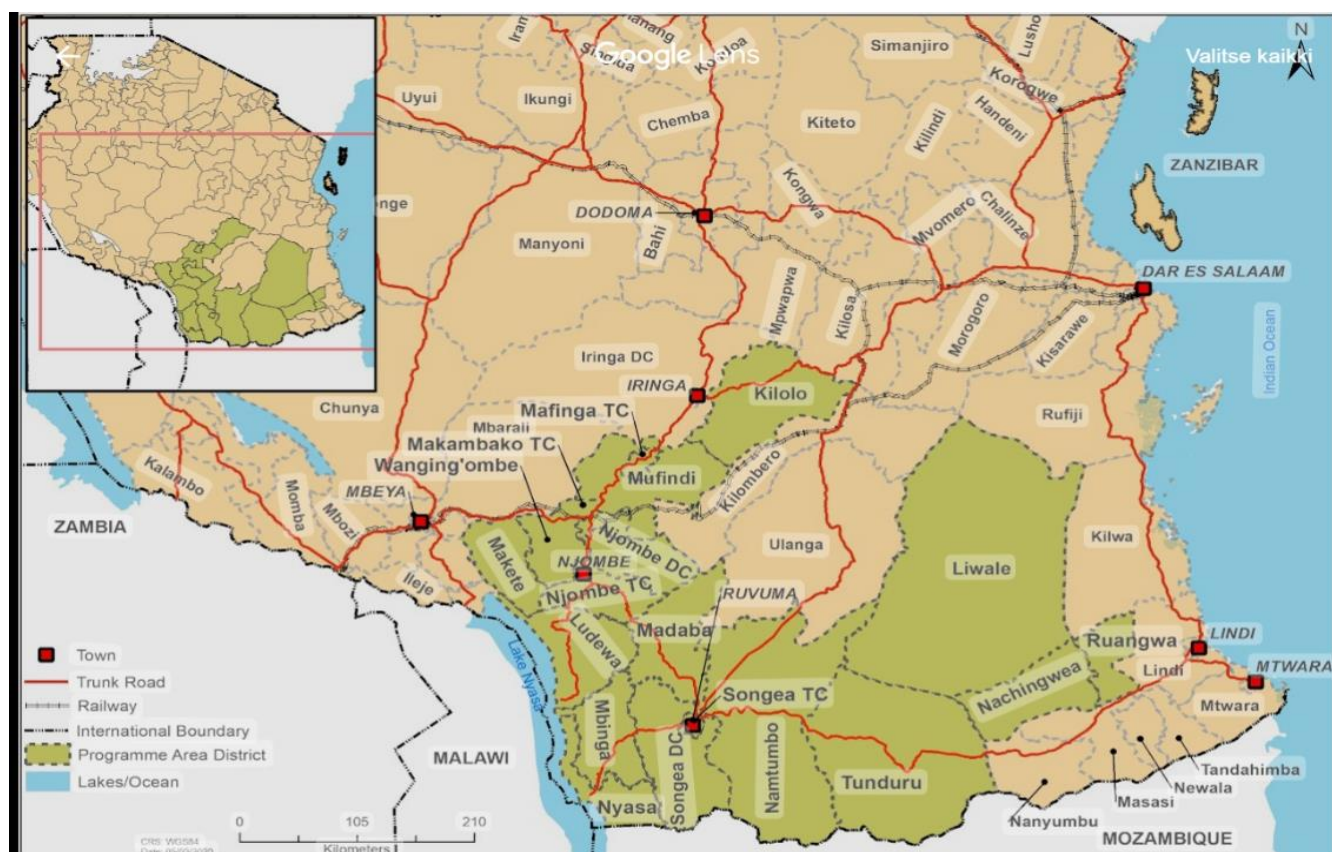 Google Lens
Valitse kaikki
N
Singida
Simanjiro
Korogwe
Uyui
Ikungi
Chemba
Kiteto
Kilindi
Handeni
ZANZIBAR
DODOMA
Kongwa
Mvomero
Chalinze
Manyoni
Bahi
DAR ES SALAAM
Mpwapwa
Kilosa
Morogoro
Kisarawe
Indian Ocean
Iringa DC
IRINGA
Kilolo
Chunya
Mafinga TC
Rufiji
Mbarali
Makambako TC
Wanging'ombe
Mufindi
Kilombero
Kalambo
Momba
Mbozi
MBEYA
ZAMBIA
Ulanga
Kilwa
Makete
Njombe DC
NJOMBE
Liwale
Ileje
Njombe TC
RUVUMA
Ludewa
Madaba
Ruangwa
LINDI
Town
Lake Nyasa
Lindi
MTWARA
Trunk Road
Songea TC
Nachingwea
Mtwara
Railway
Mbinga
International Boundary
Songea DC
Programme Area District
MALAWI
Namtumbo
Tunduru
Tandahimba
Lakes/Ocean
Newala
Nyasa
Masasi
Nanyumbu
MOZAMBIQUE
0 105 210
Kilometers
CRS: WGS84